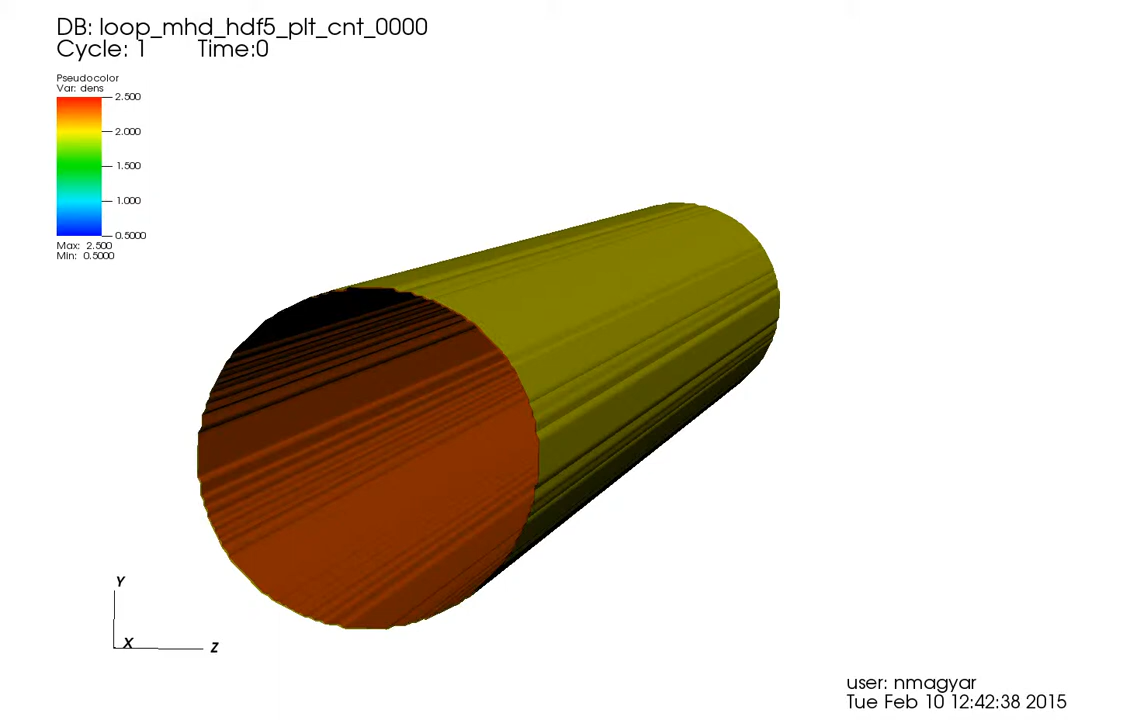 DB: loop_mhd_hdf5_plt_cnt_0000
Cycle: 1 Time:0
Pseudocolor
Var: dens
2.500
2.000
1.500
1.000
0.5000
Max: 2.500
Min: 0.5000
Y
X Z
user: nmagyar
Tue Feb 10 12:42:38 2015